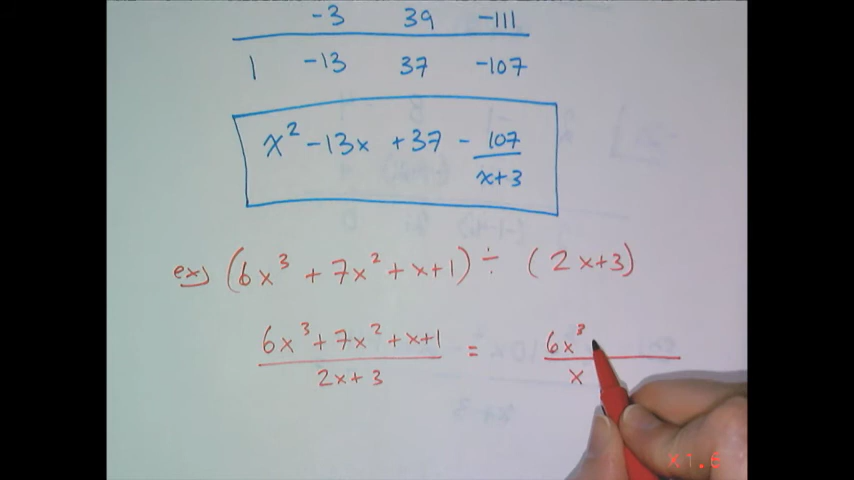 -3 39 -111
1 -13 37 -107
x² - 13x + 37 - 107/(x+3)
ex) (6x³ + 7x² + x + 1) ÷ (2x+3)
(6x³ + 7x² + x + 1)/(2x + 3) = 6x³/x
x1.6